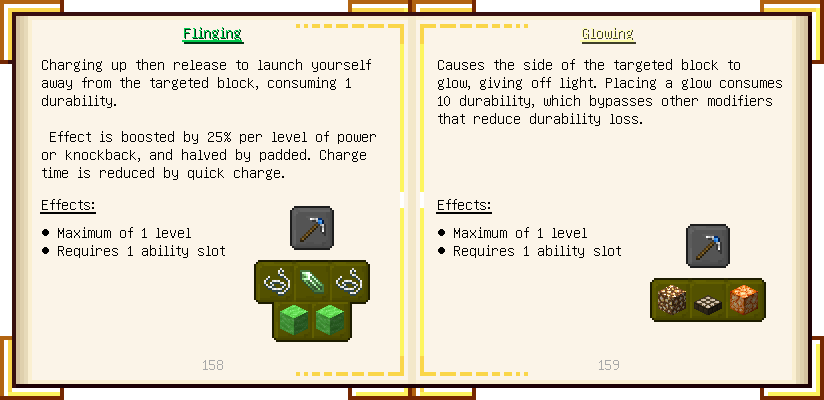 Flinging
Charging up then release to launch yourself
away from the targeted block, consuming 1
durability.
Effect is boosted by 25% per level of power
or knockback, and halved by padded. Charge
time is reduced by quick charge.
Effects:
● Maximum of 1 level
● Requires 1 ability slot
158
Glowing
Causes the side of the targeted block to
glow, giving off light. Placing a glow consumes
10 durability, which bypasses other modifiers
that reduce durability loss.
Effects:
● Maximum of 1 level
● Requires 1 ability slot
159